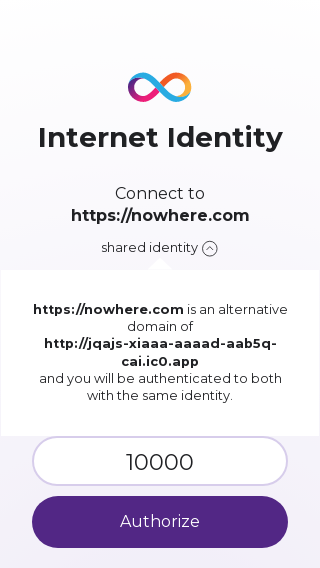 Internet Identity
Connect to
https://nowhere.com
shared identity
https://nowhere.com is an alternative
domain of
http://jqajs-xiaaa-aaaad-aab5q-
cai.ic0.app
and you will be authenticated to both
with the same identity.
10000
Authorize